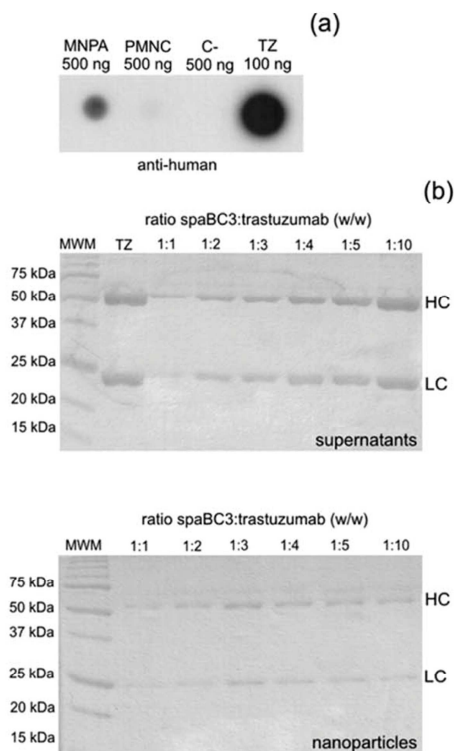 (a)
MNPA PMNC C- TZ
500 ng 500 ng 500 ng 100 ng
anti-human
(b)
ratio spaBC3:trastuzumab (w/w)
MWM TZ 1:1 1:2 1:3 1:4 1:5 1:10
75 kDa
50 kDa HC
37 kDa
25 kDa
LC
20 kDa
15 kDa
supernatants
ratio spaBC3:trastuzumab (w/w)
MWM 1:1 1:2 1:3 1:4 1:5 1:10
75 kDa
HC
50 kDa
37 kDa
25 kDa LC
20 kDa
15 kDa nanoparticles